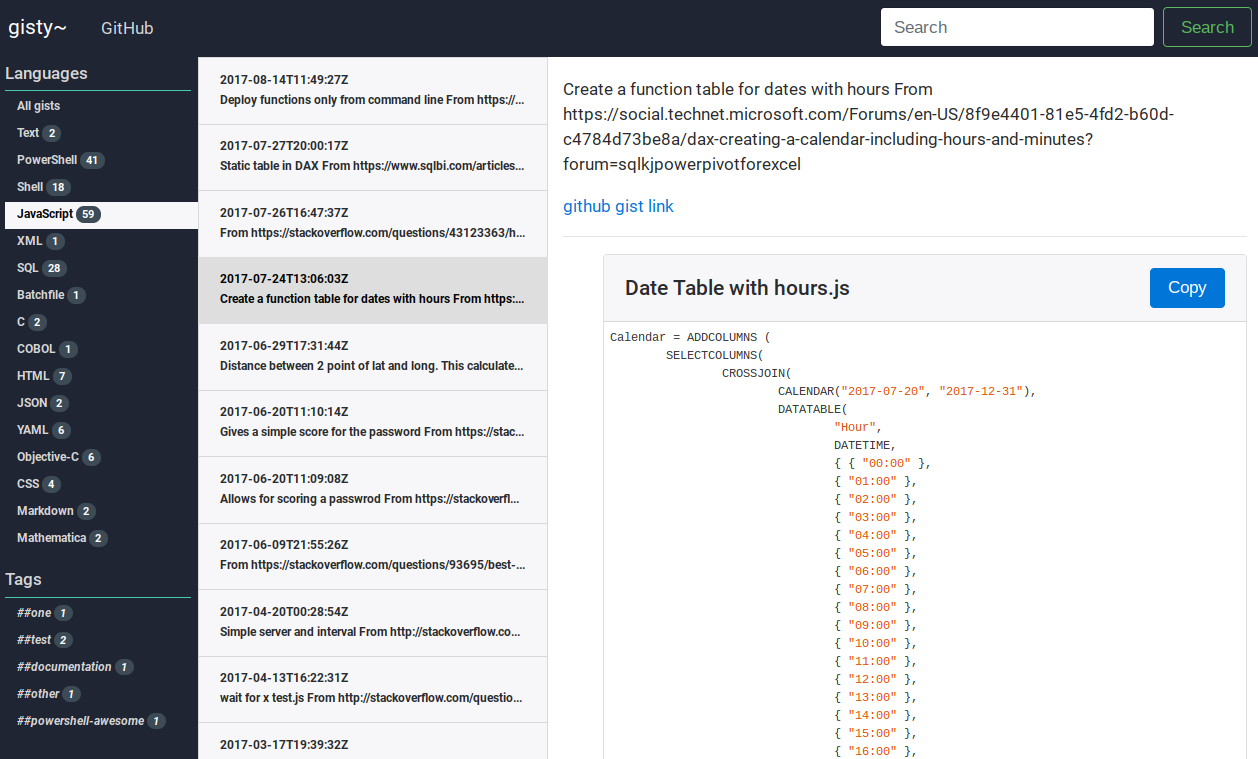 gisty~
GitHub
Search
Search
Languages
All gists
Text 2
PowerShell 41
Shell 18
JavaScript 59
XML 1
SQL 28
Batchfile 1
C 2
COBOL 1
HTML 7
JSON 2
YAML 6
Objective-C 6
CSS 4
Markdown 2
Mathematica 2
Tags
##one 1
##test 2
##documentation 1
##other 1
##powershell-awesome 1
2017-08-14T11:49:27Z
Deploy functions only from command line From https://...
2017-07-27T20:00:17Z
Static table in DAX From https://www.sqlbi.com/articles...
2017-07-26T16:47:37Z
From https://stackoverflow.com/questions/43123363/h...
2017-07-24T13:06:03Z
Create a function table for dates with hours From https:...
2017-06-29T17:31:44Z
Distance between 2 point of lat and long. This calculate...
2017-06-20T11:10:14Z
Gives a simple score for the password From https://stac...
2017-06-20T11:09:08Z
Allows for scoring a passwrod From https://stackoverfl...
2017-06-09T21:55:26Z
From https://stackoverflow.com/questions/93695/best-...
2017-04-20T00:28:54Z
Simple server and interval From http://stackoverflow.co...
2017-04-13T16:22:31Z
wait for x test.js From http://stackoverflow.com/questio...
2017-03-17T19:39:32Z
Create a function table for dates with hours From
https://social.technet.microsoft.com/Forums/en-US/8f9e4401-81e5-4fd2-b60d-
c4784d73be8a/dax-creating-a-calendar-including-hours-and-minutes?
forum=sqlkjpowerpivotforexcel
github gist link
Date Table with hours.js
Copy
Calendar = ADDCOLUMNS (
SELECTCOLUMNS(
CROSSJOIN(
CALENDAR("2017-07-20", "2017-12-31"),
DATATABLE(
"Hour",
DATETIME,
{ { "00:00" },
{ "01:00" },
{ "02:00" },
{ "03:00" },
{ "04:00" },
{ "05:00" },
{ "06:00" },
{ "07:00" },
{ "08:00" },
{ "09:00" },
{ "10:00" },
{ "11:00" },
{ "12:00" },
{ "13:00" },
{ "14:00" },
{ "15:00" },
{ "16:00" },